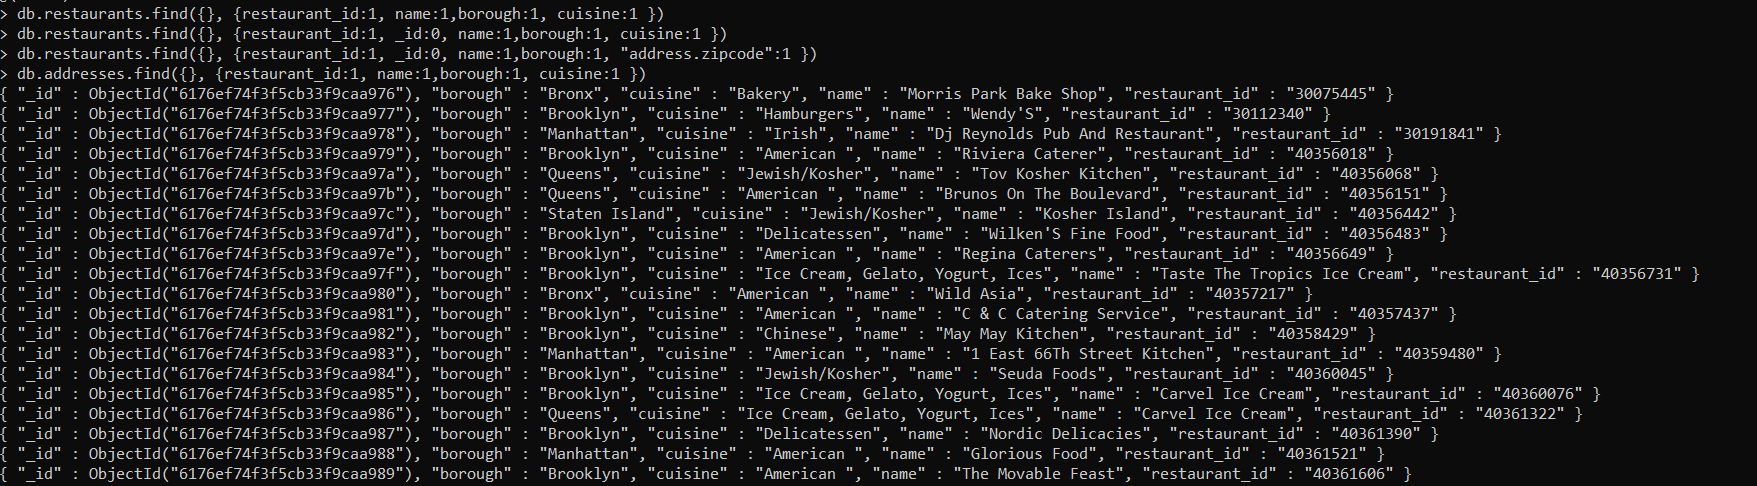 > db.restaurants.find({}, {restaurant_id:1, name:1,borough:1, cuisine:1 })
> db.restaurants.find({}, {restaurant_id:1, _id:0, name:1,borough:1, cuisine:1 })
> db.restaurants.find({}, {restaurant_id:1, _id:0, name:1,borough:1, "address.zipcode":1 })
> db.addresses.find({}, {restaurant_id:1, name:1,borough:1, cuisine:1 })
{ "_id" : ObjectId("6176ef74f3f5cb33f9caa976"), "borough" : "Bronx", "cuisine" : "Bakery", "name" : "Morris Park Bake Shop", "restaurant_id" : "30075445" }
{ "_id" : ObjectId("6176ef74f3f5cb33f9caa977"), "borough" : "Brooklyn", "cuisine" : "Hamburgers", "name" : "Wendy'S", "restaurant_id" : "30112340" }
{ "_id" : ObjectId("6176ef74f3f5cb33f9caa978"), "borough" : "Manhattan", "cuisine" : "Irish", "name" : "Dj Reynolds Pub And Restaurant", "restaurant_id" : "30191841" }
{ "_id" : ObjectId("6176ef74f3f5cb33f9caa979"), "borough" : "Brooklyn", "cuisine" : "American ", "name" : "Riviera Caterer", "restaurant_id" : "40356018" }
{ "_id" : ObjectId("6176ef74f3f5cb33f9caa97a"), "borough" : "Queens", "cuisine" : "Jewish/Kosher", "name" : "Tov Kosher Kitchen", "restaurant_id" : "40356068" }
{ "_id" : ObjectId("6176ef74f3f5cb33f9caa97b"), "borough" : "Queens", "cuisine" : "American ", "name" : "Brunos On The Boulevard", "restaurant_id" : "40356151" }
{ "_id" : ObjectId("6176ef74f3f5cb33f9caa97c"), "borough" : "Staten Island", "cuisine" : "Jewish/Kosher", "name" : "Kosher Island", "restaurant_id" : "40356442" }
{ "_id" : ObjectId("6176ef74f3f5cb33f9caa97d"), "borough" : "Brooklyn", "cuisine" : "Delicatessen", "name" : "Wilken'S Fine Food", "restaurant_id" : "40356483" }
{ "_id" : ObjectId("6176ef74f3f5cb33f9caa97e"), "borough" : "Brooklyn", "cuisine" : "American ", "name" : "Regina Caterers", "restaurant_id" : "40356649" }
{ "_id" : ObjectId("6176ef74f3f5cb33f9caa97f"), "borough" : "Brooklyn", "cuisine" : "Ice Cream, Gelato, Yogurt, Ices", "name" : "Taste The Tropics Ice Cream", "restaurant_id" : "40356731" }
{ "_id" : ObjectId("6176ef74f3f5cb33f9caa980"), "borough" : "Bronx", "cuisine" : "American ", "name" : "Wild Asia", "restaurant_id" : "40357217" }
{ "_id" : ObjectId("6176ef74f3f5cb33f9caa981"), "borough" : "Brooklyn", "cuisine" : "American ", "name" : "C & C Catering Service", "restaurant_id" : "40357437" }
{ "_id" : ObjectId("6176ef74f3f5cb33f9caa982"), "borough" : "Brooklyn", "cuisine" : "Chinese", "name" : "May May Kitchen", "restaurant_id" : "40358429" }
{ "_id" : ObjectId("6176ef74f3f5cb33f9caa983"), "borough" : "Manhattan", "cuisine" : "American ", "name" : "1 East 66Th Street Kitchen", "restaurant_id" : "40359480" }
{ "_id" : ObjectId("6176ef74f3f5cb33f9caa984"), "borough" : "Brooklyn", "cuisine" : "Jewish/Kosher", "name" : "Seuda Foods", "restaurant_id" : "40360045" }
{ "_id" : ObjectId("6176ef74f3f5cb33f9caa985"), "borough" : "Brooklyn", "cuisine" : "Ice Cream, Gelato, Yogurt, Ices", "name" : "Carvel Ice Cream", "restaurant_id" : "40360076" }
{ "_id" : ObjectId("6176ef74f3f5cb33f9caa986"), "borough" : "Queens", "cuisine" : "Ice Cream, Gelato, Yogurt, Ices", "name" : "Carvel Ice Cream", "restaurant_id" : "40361322" }
{ "_id" : ObjectId("6176ef74f3f5cb33f9caa987"), "borough" : "Brooklyn", "cuisine" : "Delicatessen", "name" : "Nordic Delicacies", "restaurant_id" : "40361390" }
{ "_id" : ObjectId("6176ef74f3f5cb33f9caa988"), "borough" : "Manhattan", "cuisine" : "American ", "name" : "Glorious Food", "restaurant_id" : "40361521" }
{ "_id" : ObjectId("6176ef74f3f5cb33f9caa989"), "borough" : "Brooklyn", "cuisine" : "American ", "name" : "The Movable Feast", "restaurant_id" : "40361606" }